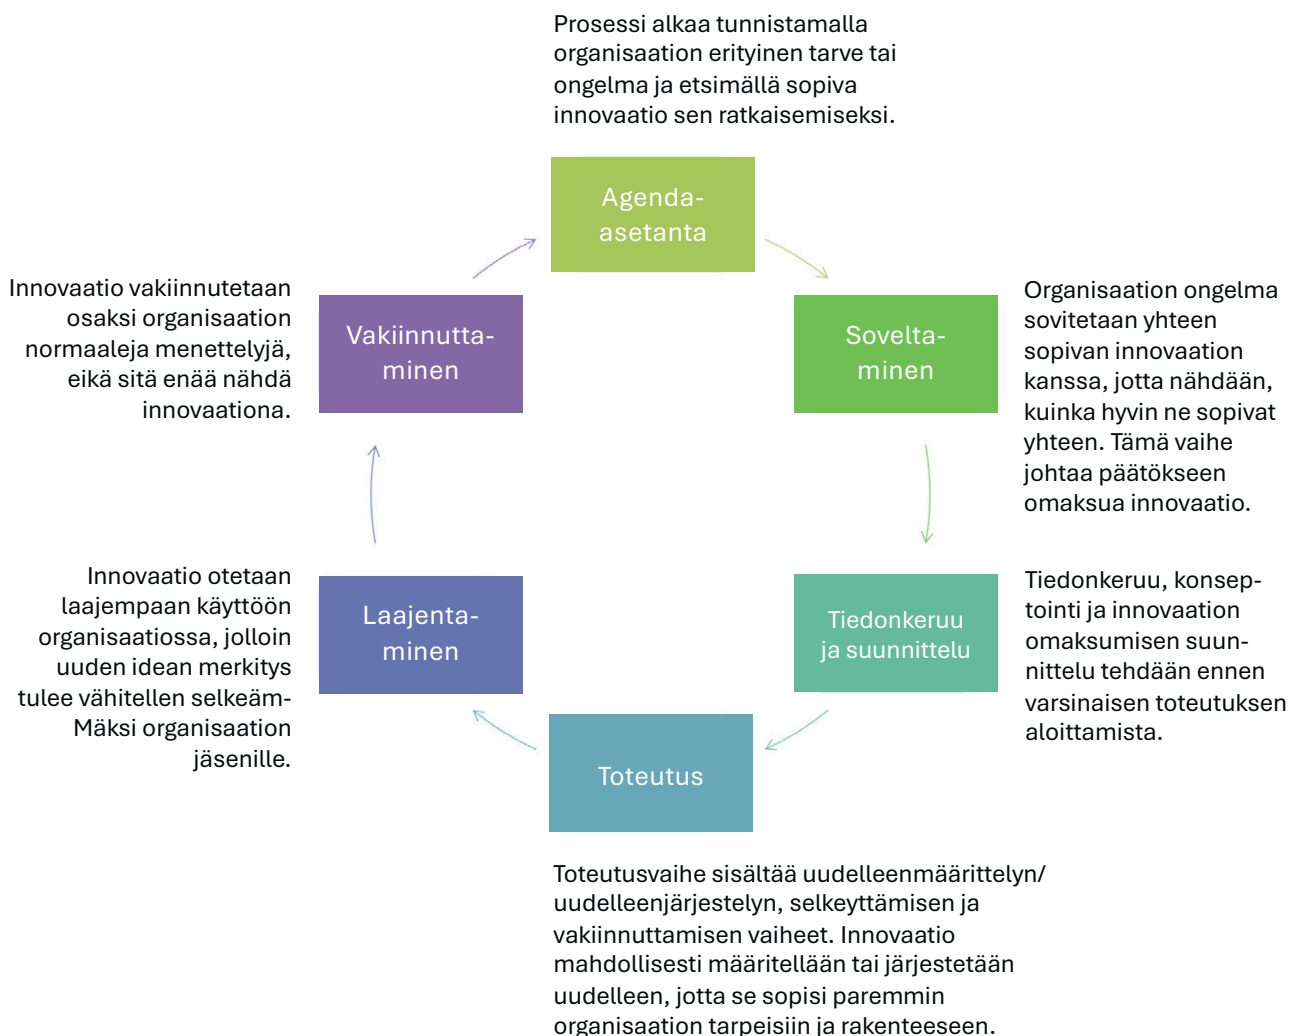 Prosessi alkaa tunnistamalla
organisaation erityinen tarve tai
ongelma ja etsimällä sopiva
innovaatio sen ratkaisemiseksi.
Agenda-
asetanta
Sovelta-
minen
Organisaation ongelma
sovitetaan yhteen
sopivan innovaation
kanssa, jotta nähdään,
kuinka hyvin ne sopivat
yhteen. Tämä vaihe
johtaa päätökseen
omaksua innovaatio.
Tiedonkeruu
ja suunnittelu
Tiedonkeruu, konsep-
tointi ja innovaation
omaksumisen suun-
nittelu tehdään ennen
varsinaisen toteutuksen
aloittamista.
Toteutus
Toteutusvaihe sisältää uudelleenmäärittelyn/
uudelleenjärjestelyn, selkeyttämisen ja
vakiinnuttamisen vaiheet. Innovaatio
mahdollisesti määritellään tai järjestetään
uudelleen, jotta se sopisi paremmin
organisaation tarpeisiin ja rakenteeseen.
Laajenta-
minen
Innovaatio otetaan
laajempaan käyttöön
organisaatiossa, jolloin
uuden idean merkitys
tulee vähitellen selkeäm-
Mäksi organisaation
jäsenille.
Vakiinnutta-
minen
Innovaatio vakiinnutetaan
osaksi organisaation
normaaleja menettelyjä,
eikä sitä enää nähdä
innovaationa.